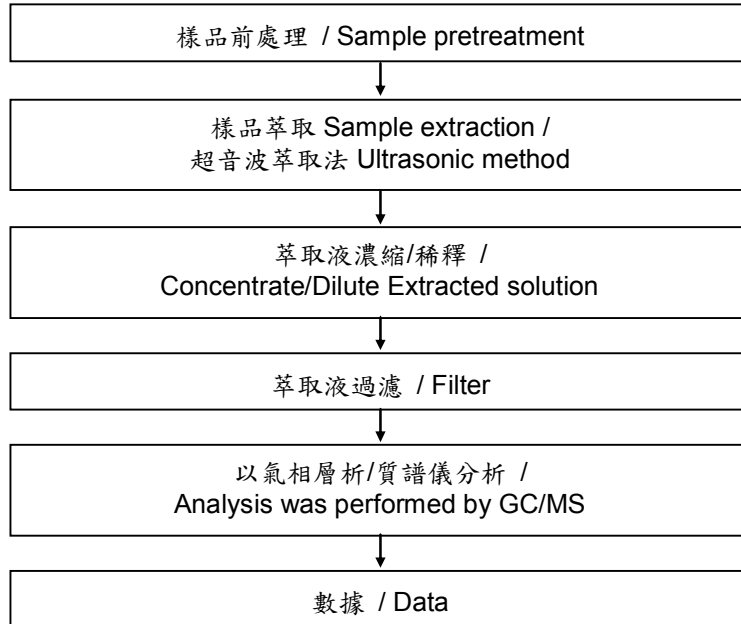 樣品前處理 / Sample pretreatment
樣品萃取 Sample extraction /
超音波萃取法 Ultrasonic method
萃取液濃縮/稀釋 /
Concentrate/Dilute Extracted solution
萃取液過濾 / Filter
以氣相層析/質譜儀分析 /
Analysis was performed by GC/MS
數據 / Data